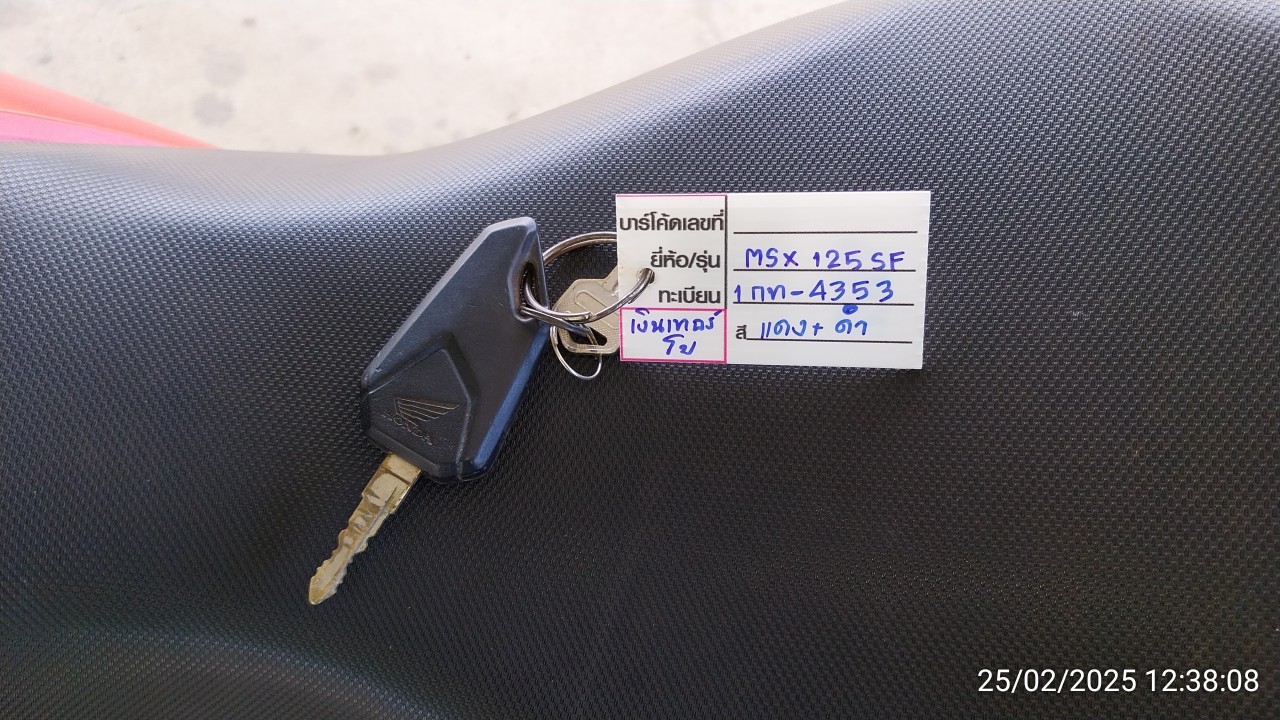 บาร์โค้ดเลขที่
ยี่ห้อ/รุ่น MSX 125 SF
ทะเบียน 1กท-4353
สี แดง+ดำ
เงินเทอร์
โบ
HONDA
25/02/2025 12:38:08